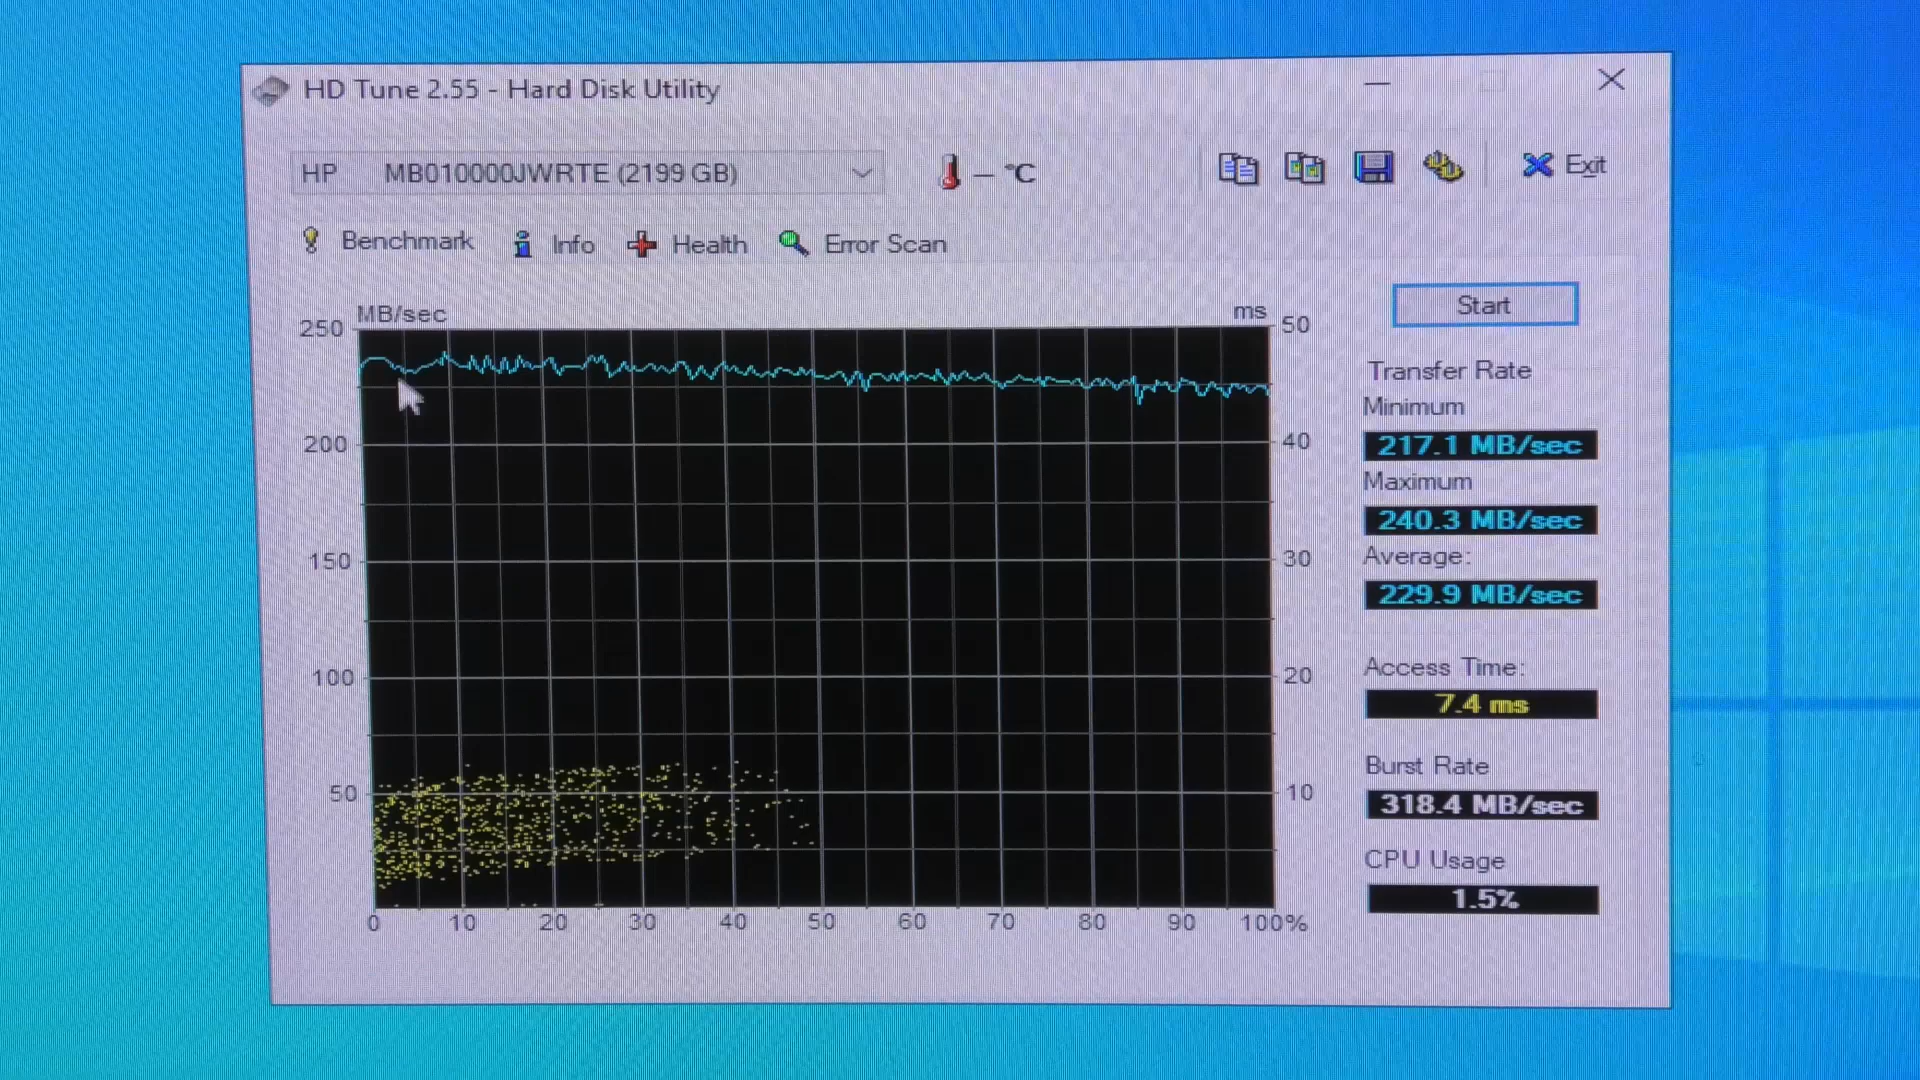 HD Tune 2.55 - Hard Disk Utility
HP MB010000JWRTE (2199 GB)
— °C
Exit
Benchmark
Info
Health
Error Scan
Start
MB/sec
ms
250
200
150
100
50
50
40
30
20
10
0 10 20 30 40 50 60 70 80 90 100%
Transfer Rate
Minimum
217.1 MB/sec
Maximum
240.3 MB/sec
Average:
229.9 MB/sec
Access Time:
7.4 ms
Burst Rate
318.4 MB/sec
CPU Usage
1.5%